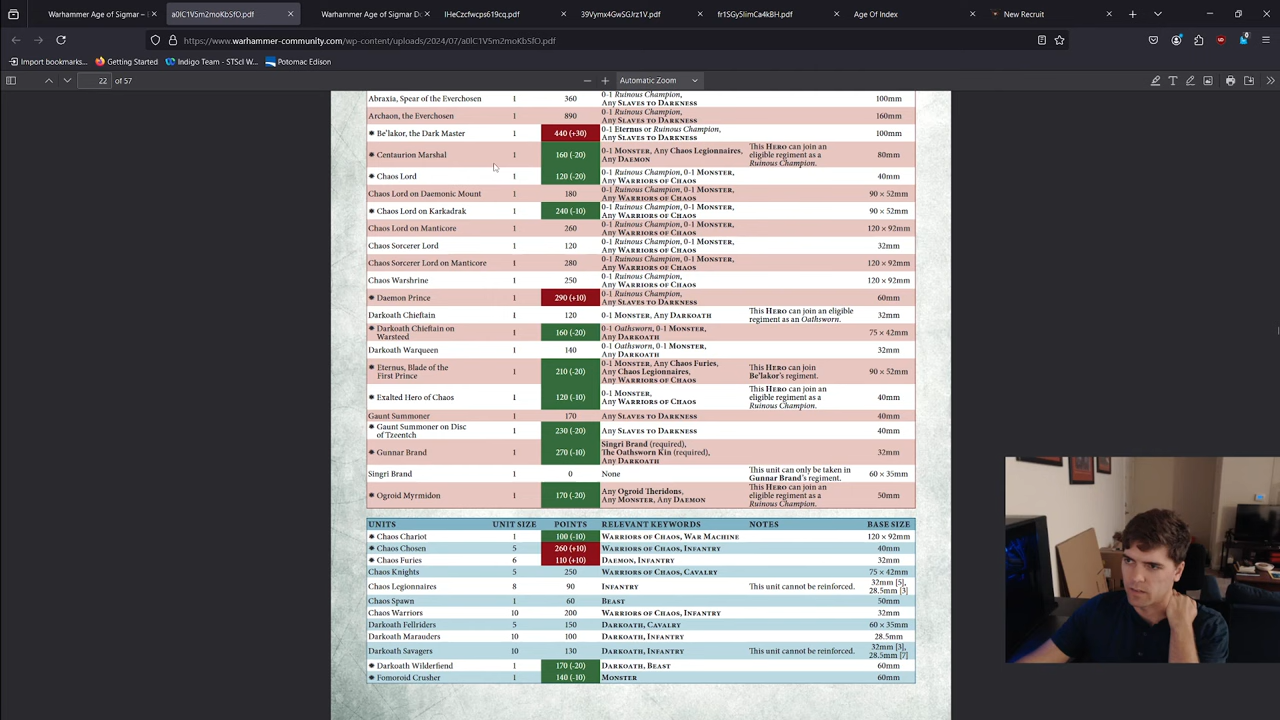 Warhammer Age of Sigmar –
a0lC1V5m2moKbSfO.pdf
Warhammer Age of Sigmar Do
lHeCzcfwcps619cq.pdf
39Vymx4GwSGJrz1V.pdf
fr1SGySlimCa4kBH.pdf
Age Of Index
New Recruit
https://www.warhammer-community.com/wp-content/uploads/2024/07/a0lC1V5m2moKbSfO.pdf
Import bookmarks... Getting Started Indigo Team - STScI W... Potomac Edison
22 of 57 Automatic Zoom
Abraxia, Spear of the Everchosen 1 360 0-1 Ruinous Champion, Any SLAVES TO DARKNESS 100mm
Archaon, the Everchosen 1 890 0-1 Ruinous Champion, Any SLAVES TO DARKNESS 160mm
✹ Be'lakor, the Dark Master 1 440 (+30) 0-1 Eternus or Ruinous Champion, Any SLAVES TO DARKNESS 100mm
✹ Centaurion Marshal 1 160 (-20) 0-1 MONSTER, Any Chaos Legionnaires, Any DAEMON This HERO can join an eligible regiment as a Ruinous Champion. 80mm
✹ Chaos Lord 1 120 (-20) 0-1 Ruinous Champion, 0-1 MONSTER, Any WARRIORS OF CHAOS 40mm
Chaos Lord on Daemonic Mount 1 180 0-1 Ruinous Champion, 0-1 MONSTER, Any WARRIORS OF CHAOS 90 × 52mm
✹ Chaos Lord on Karkadrak 1 240 (-10) 0-1 Ruinous Champion, 0-1 MONSTER, Any WARRIORS OF CHAOS 90 × 52mm
Chaos Lord on Manticore 1 260 0-1 Ruinous Champion, 0-1 MONSTER, Any WARRIORS OF CHAOS 120 × 92mm
Chaos Sorcerer Lord 1 120 0-1 Ruinous Champion, 0-1 MONSTER, Any WARRIORS OF CHAOS 32mm
Chaos Sorcerer Lord on Manticore 1 280 0-1 Ruinous Champion, 0-1 MONSTER, Any WARRIORS OF CHAOS 120 × 92mm
Chaos Warshrine 1 250 0-1 Ruinous Champion, Any WARRIORS OF CHAOS 120 × 92mm
✹ Daemon Prince 1 290 (+10) 0-1 Ruinous Champion, Any SLAVES TO DARKNESS 60mm
Darkoath Chieftain 1 120 0-1 MONSTER, Any DARKOATH This HERO can join an eligible regiment as an Oathsworn. 32mm
✹ Darkoath Chieftain on Warsteed 1 160 (-20) 0-1 Oathsworn, 0-1 MONSTER, Any DARKOATH 75 × 42mm
Darkoath Warqueen 1 140 0-1 Oathsworn, 0-1 MONSTER, Any DARKOATH 32mm
✹ Eternus, Blade of the First Prince 1 210 (-20) 0-1 MONSTER, Any Chaos Furies, Any Chaos Legionnaires, Any WARRIORS OF CHAOS This HERO can join Be'lakor's regiment. 90 × 52mm
✹ Exalted Hero of Chaos 1 120 (-10) 0-1 MONSTER, Any WARRIORS OF CHAOS This HERO can join an eligible regiment as a Ruinous Champion. 40mm
Gaunt Summoner 1 170 Any SLAVES TO DARKNESS 40mm
✹ Gaunt Summoner on Disc of Tzeentch 1 230 (-20) Any SLAVES TO DARKNESS 40mm
✹ Gunnar Brand 1 270 (-10) Singri Brand (required), The Oathsworn Kin (required), Any DARKOATH 32mm
Singri Brand 1 0 None This unit can only be taken in Gunnar Brand's regiment. 60 × 35mm
✹ Ogroid Myrmidon 1 170 (-20) Any Ogroid Theridons, Any MONSTER, Any DAEMON This HERO can join an eligible regiment as a Ruinous Champion. 50mm
UNITS UNIT SIZE POINTS RELEVANT KEYWORDS NOTES BASE SIZE
✹ Chaos Chariot 1 100 (-10) WARRIORS OF CHAOS, WAR MACHINE 120 × 92mm
✹ Chaos Chosen 5 260 (+10) WARRIORS OF CHAOS, INFANTRY 40mm
✹ Chaos Furies 6 110 (+10) DAEMON, INFANTRY 32mm
Chaos Knights 5 250 WARRIORS OF CHAOS, CAVALRY 75 × 42mm
Chaos Legionnaires 8 90 INFANTRY This unit cannot be reinforced. 32mm [5], 28.5mm [3]
Chaos Spawn 1 60 BEAST 50mm
Chaos Warriors 10 200 WARRIORS OF CHAOS, INFANTRY 32mm
Darkoath Fellriders 5 150 DARKOATH, CAVALRY 60 × 35mm
Darkoath Marauders 10 100 DARKOATH, INFANTRY 28.5mm
Darkoath Savagers 10 130 DARKOATH, INFANTRY This unit cannot be reinforced. 32mm [3], 28.5mm [7]
✹ Darkoath Wilderfiend 1 170 (-20) DARKOATH, BEAST 60mm
✹ Fomoroid Crusher 1 140 (-10) MONSTER 60mm